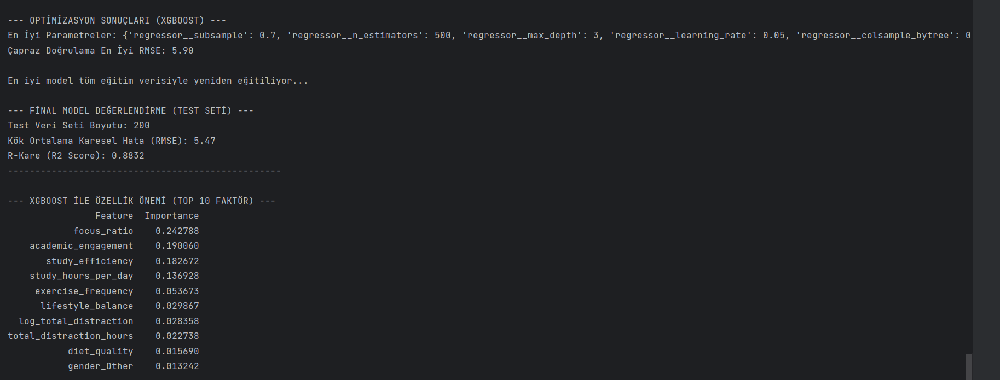 --- OPTİMİZASYON SONUÇLARI (XGBOOST) ---
En İyi Parametreler: {'regressor__subsample': 0.7, 'regressor__n_estimators': 500, 'regressor__max_depth': 3, 'regressor__learning_rate': 0.05, 'regressor__colsample_bytree': 0
Çapraz Doğrulama En İyi RMSE: 5.90
En iyi model tüm eğitim verisiyle yeniden eğitiliyor...
--- FİNAL MODEL DEĞERLENDİRME (TEST SETİ) ---
Test Veri Seti Boyutu: 200
Kök Ortalama Karesel Hata (RMSE): 5.47
R-Kare (R2 Score): 0.8832
--------------------------------------------------
--- XGBOOST İLE ÖZELLİK ÖNEMİ (TOP 10 FAKTÖR) ---
Feature Importance
focus_ratio 0.242788
academic_engagement 0.190060
study_efficiency 0.182672
study_hours_per_day 0.136928
exercise_frequency 0.053673
lifestyle_balance 0.029867
log_total_distraction 0.028358
total_distraction_hours 0.022738
diet_quality 0.015690
gender_Other 0.013242